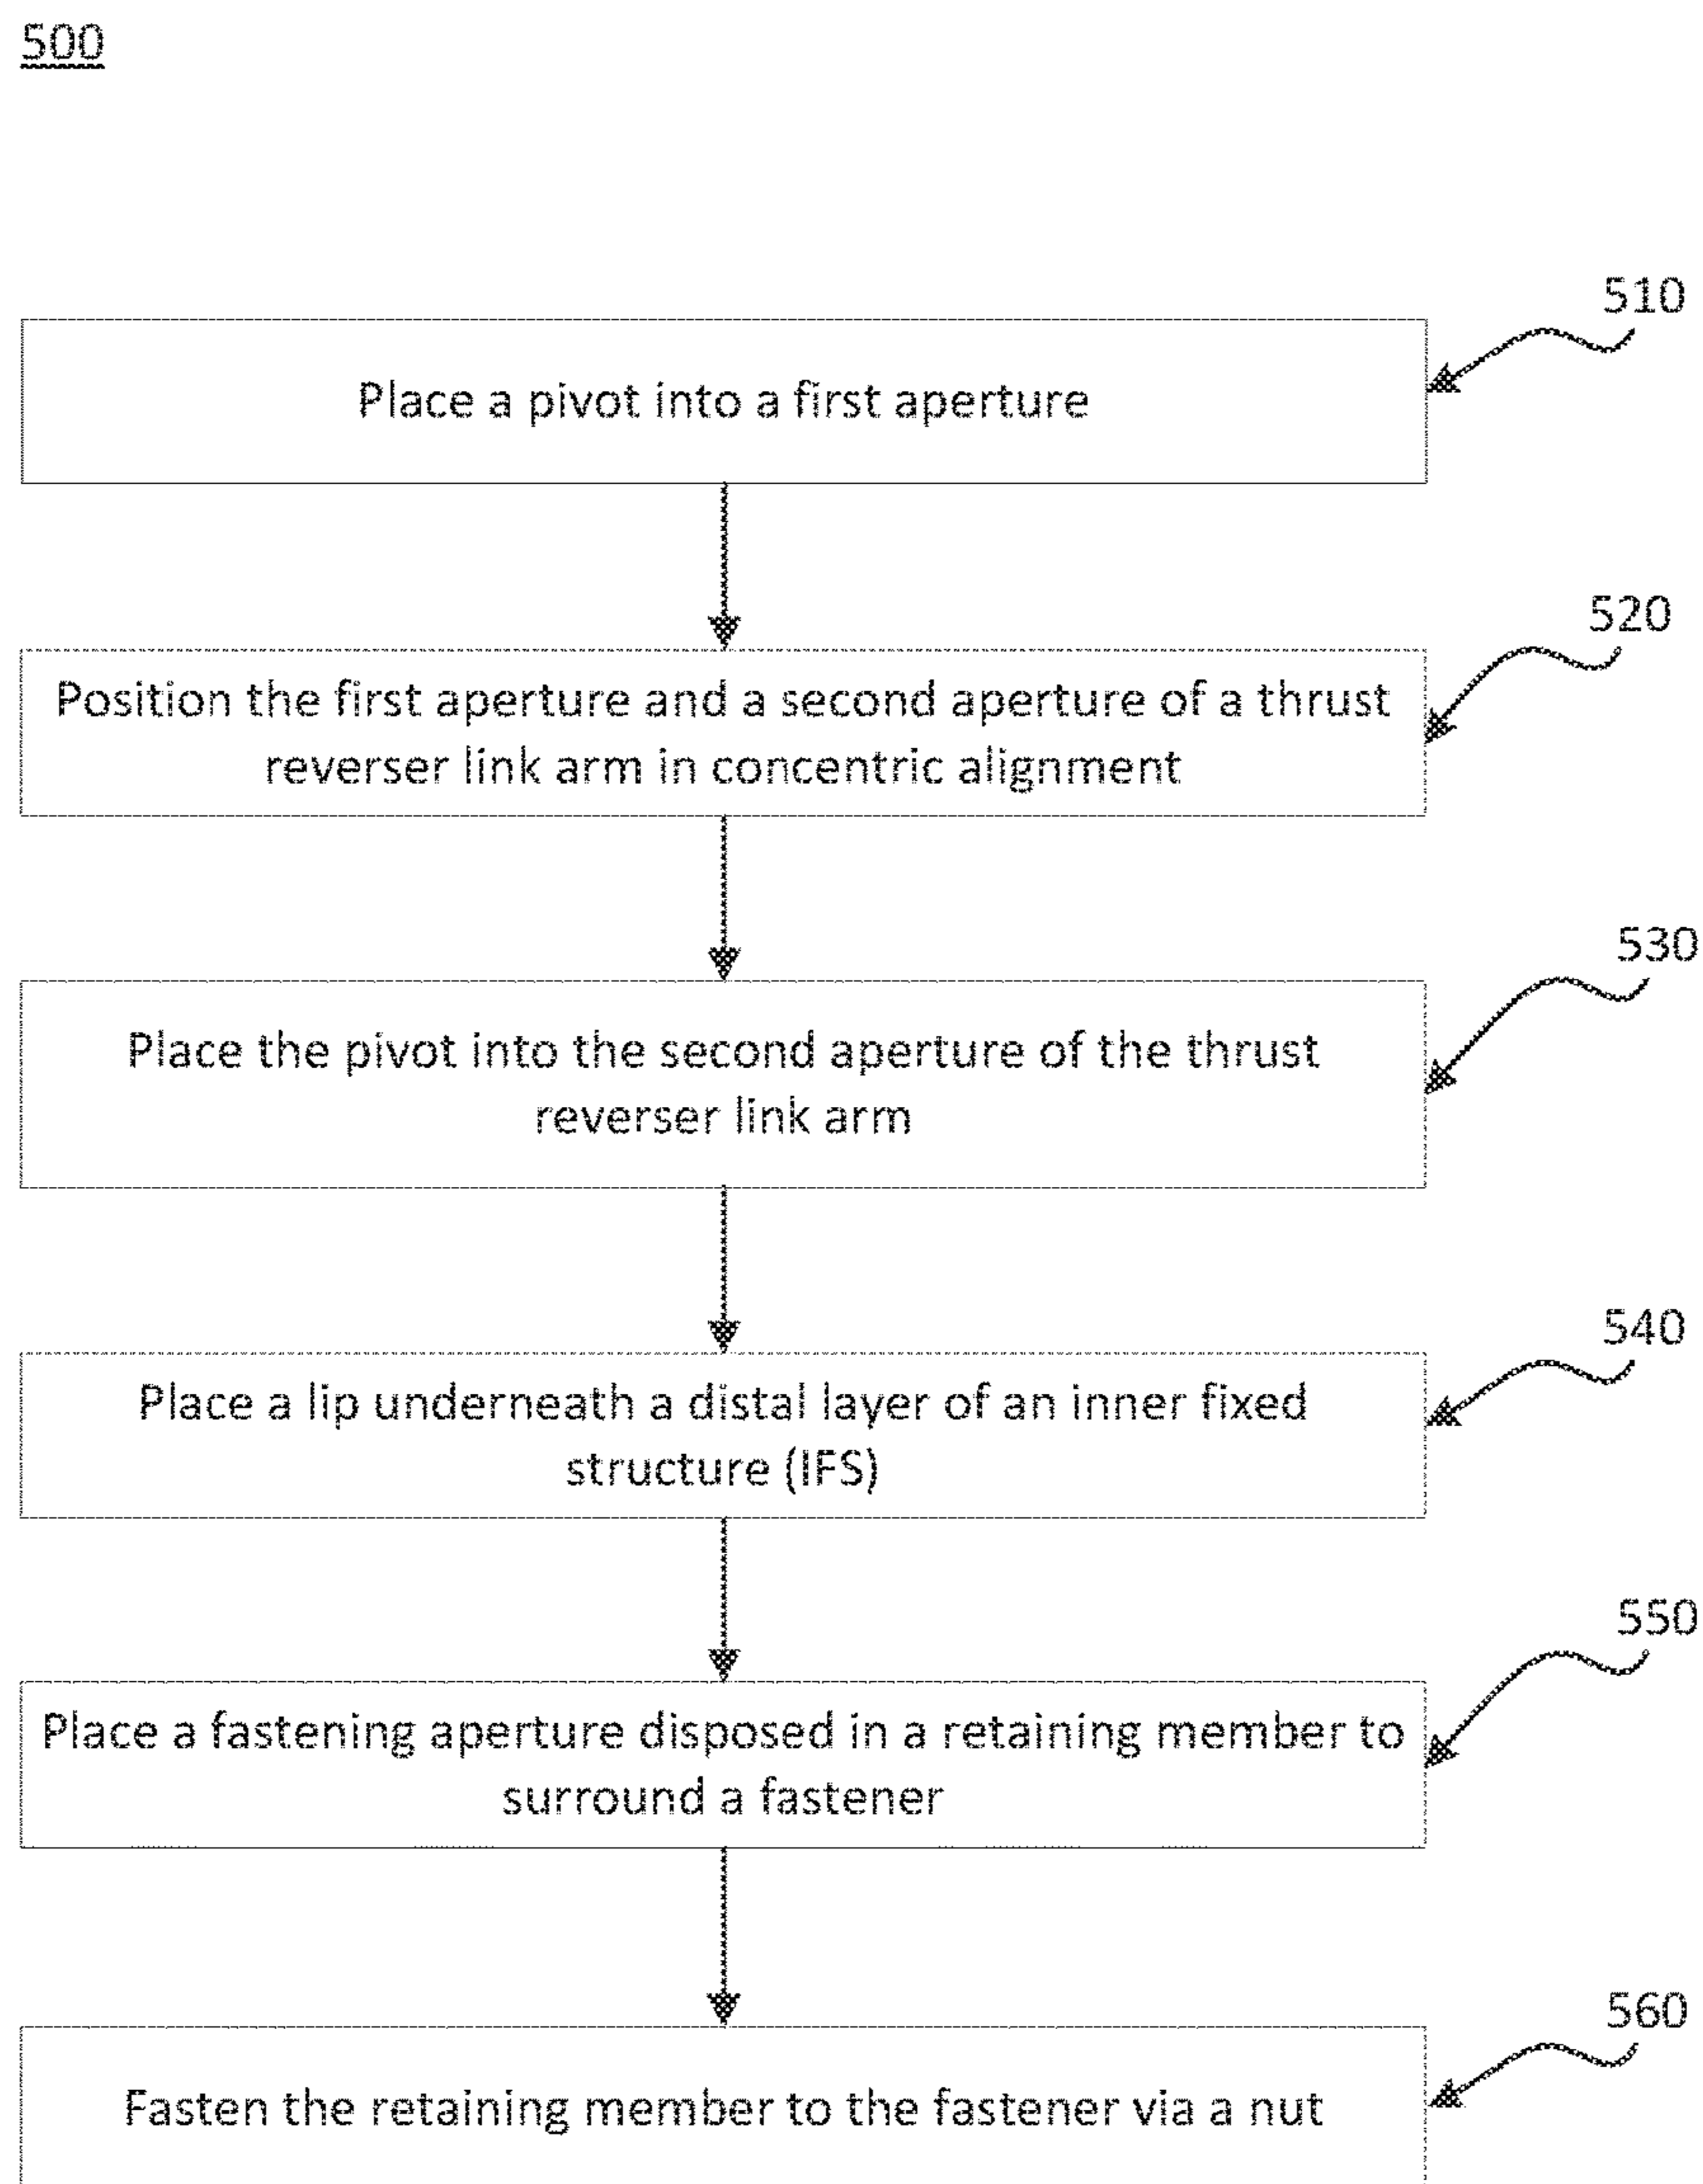 500
510
Place a pivot into a first aperture
520
Position the first aperture and a second aperture of a thrust
reverser link arm in concentric alignment
530
Place the pivot into the second aperture of the thrust
reverser link arm
540
Place a lip underneath a distal layer of an inner fixed
structure (IFS)
550
Place a fastening aperture disposed in a retaining member to
surround a fastener
560
Fasten the retaining member to the fastener via a nut